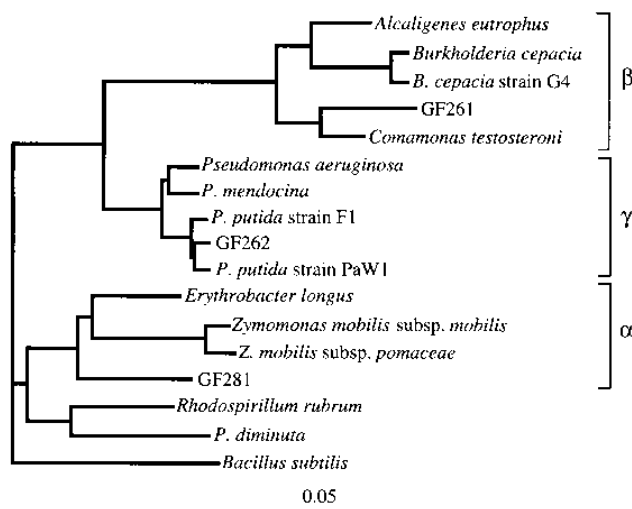 Alcaligenes eutrophus
Burkholderia cepacia
B. cepacia strain G4
GF261
Comamonas testosteroni
β
Pseudomonas aeruginosa
P. mendocina
P. putida strain F1
GF262
P. putida strain PaW1
γ
Erythrobacter longus
Zymomonas mobilis subsp. mobilis
Z. mobilis subsp. pomaceae
GF281
α
Rhodospirillum rubrum
P. diminuta
Bacillus subtilis
0.05